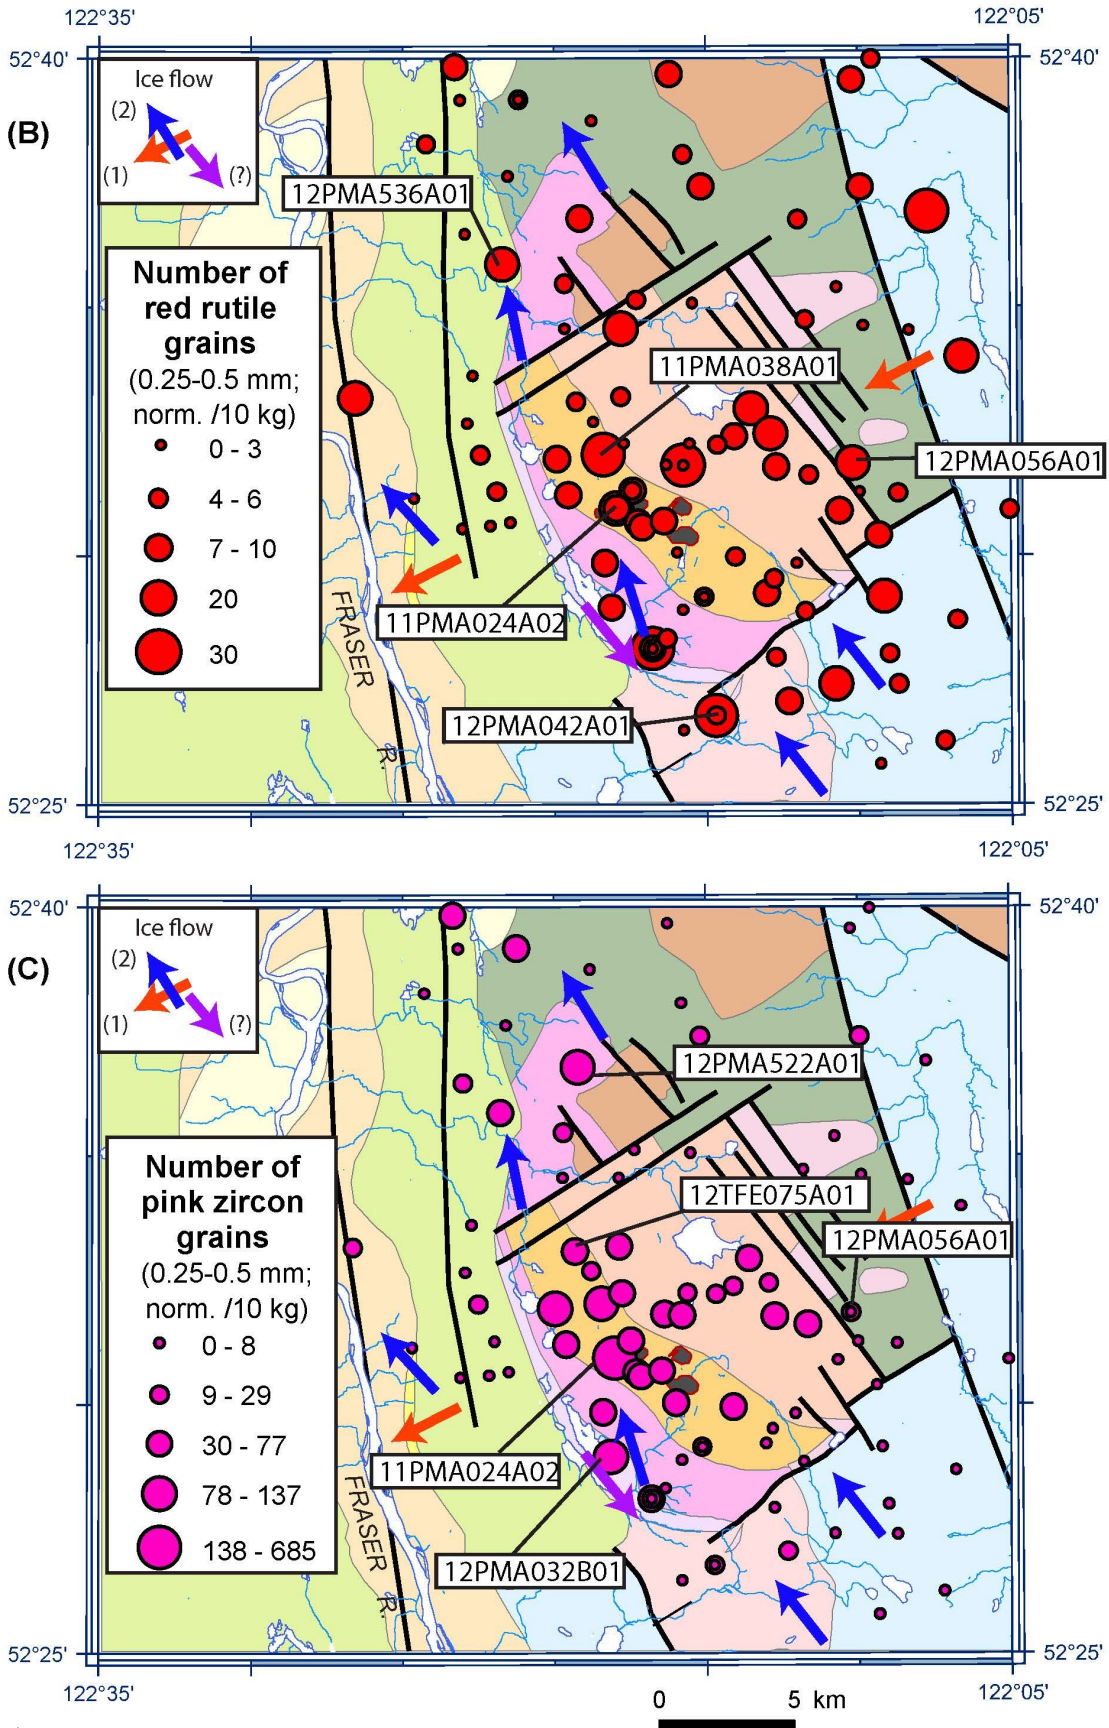 122°35'
122°05'
52°40'
52°40'
(B)
Ice flow
(2)
(1)
(?)
12PMA536A01
Number of
red rutile
grains
(0.25-0.5 mm;
norm. /10 kg)
0 - 3
4 - 6
7 - 10
20
30
11PMA038A01
12PMA056A01
11PMA024A02
12PMA042A01
FRASER
R.
52°25'
52°25'
122°35'
122°05'
52°40'
52°40'
(C)
Ice flow
(2)
(1)
(?)
12PMA522A01
Number of
pink zircon
grains
(0.25-0.5 mm;
norm. /10 kg)
0 - 8
9 - 29
30 - 77
78 - 137
138 - 685
12TFE075A01
12PMA056A01
11PMA024A02
12PMA032B01
FRASER
R.
52°25'
52°25'
122°35'
122°05'
0 5 km